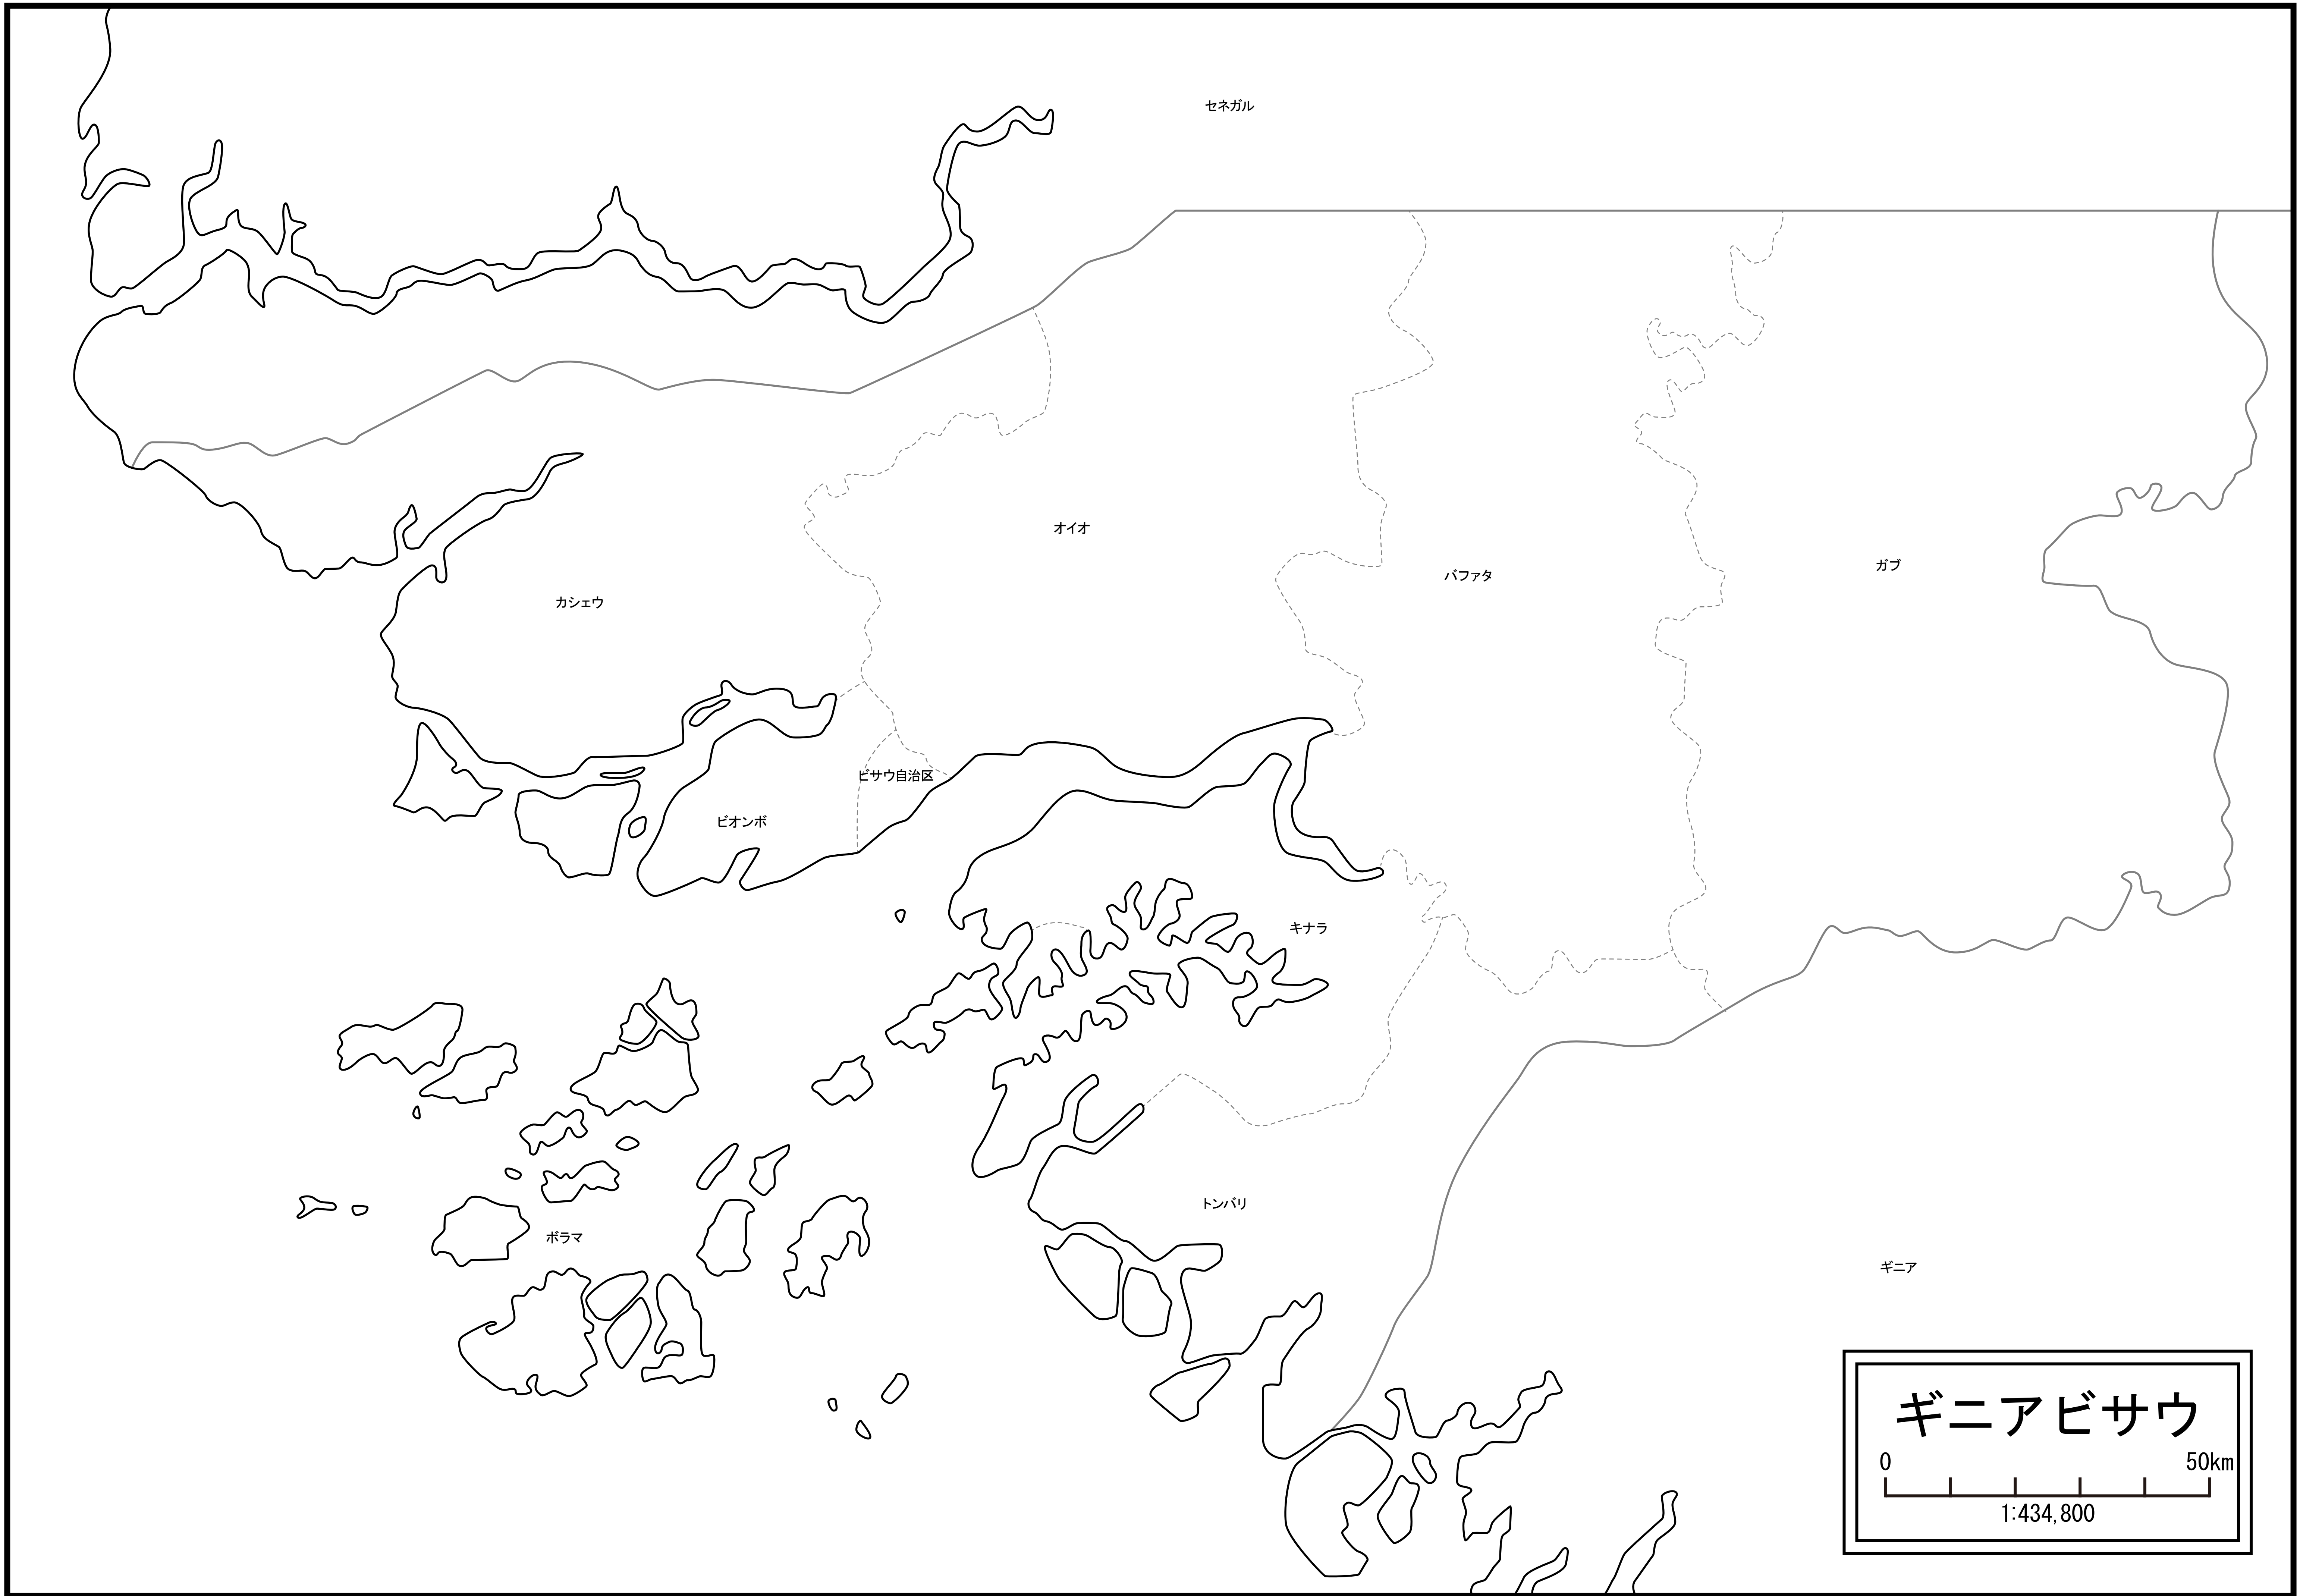 セネガル
オイオ
バファタ
ガブ
カシェウ
ビサウ自治区
ビオンボ
キナラ
トンバリ
ボラマ
ギニア
ギニアビサウ
0 50km
1:434,800